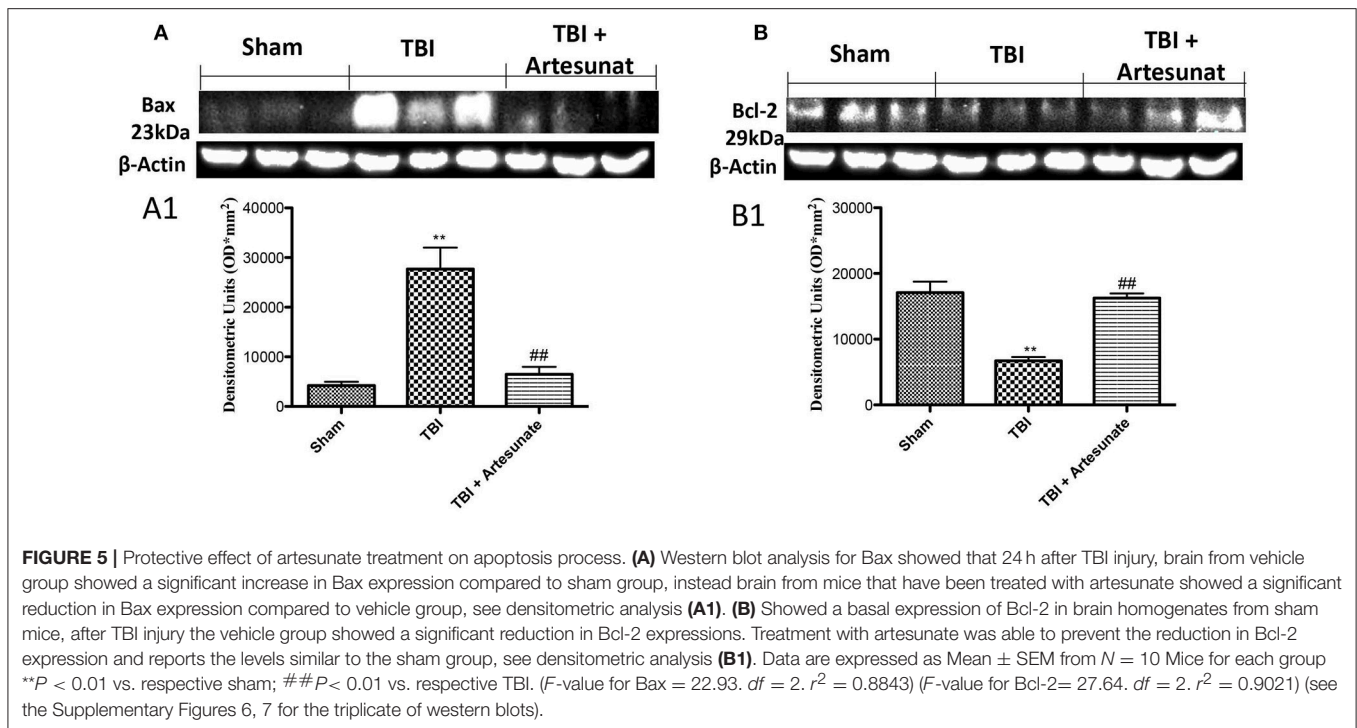 A
Sham
TBI
TBI +
Artesunat
Bax
23kDa
β-Actin
B
Sham
TBI
TBI +
Artesunat
Bcl-2
29kDa
β-Actin
A1
Densitometric Units (OD*mm²)
40000
30000
20000
10000
0
**
##
Sham
TBI
TBI + Artesunate
B1
Densitometric Units (OD*mm²)
30000
20000
10000
0
**
##
Sham
TBI
TBI + Artesunate
FIGURE 5 | Protective effect of artesunate treatment on apoptosis process. (A) Western blot analysis for Bax showed that 24 h after TBI injury, brain from vehicle
group showed a significant increase in Bax expression compared to sham group, instead brain from mice that have been treated with artesunate showed a significant
reduction in Bax expression compared to vehicle group, see densitometric analysis (A1). (B) Showed a basal expression of Bcl-2 in brain homogenates from sham
mice, after TBI injury the vehicle group showed a significant reduction in Bcl-2 expressions. Treatment with artesunate was able to prevent the reduction in Bcl-2
expression and reports the levels similar to the sham group, see densitometric analysis (B1). Data are expressed as Mean ± SEM from N = 10 Mice for each group
**P < 0.01 vs. respective sham; ##P< 0.01 vs. respective TBI. (F-value for Bax = 22.93. df = 2. r² = 0.8843) (F-value for Bcl-2= 27.64. df = 2. r² = 0.9021) (see
the Supplementary Figures 6, 7 for the triplicate of western blots).